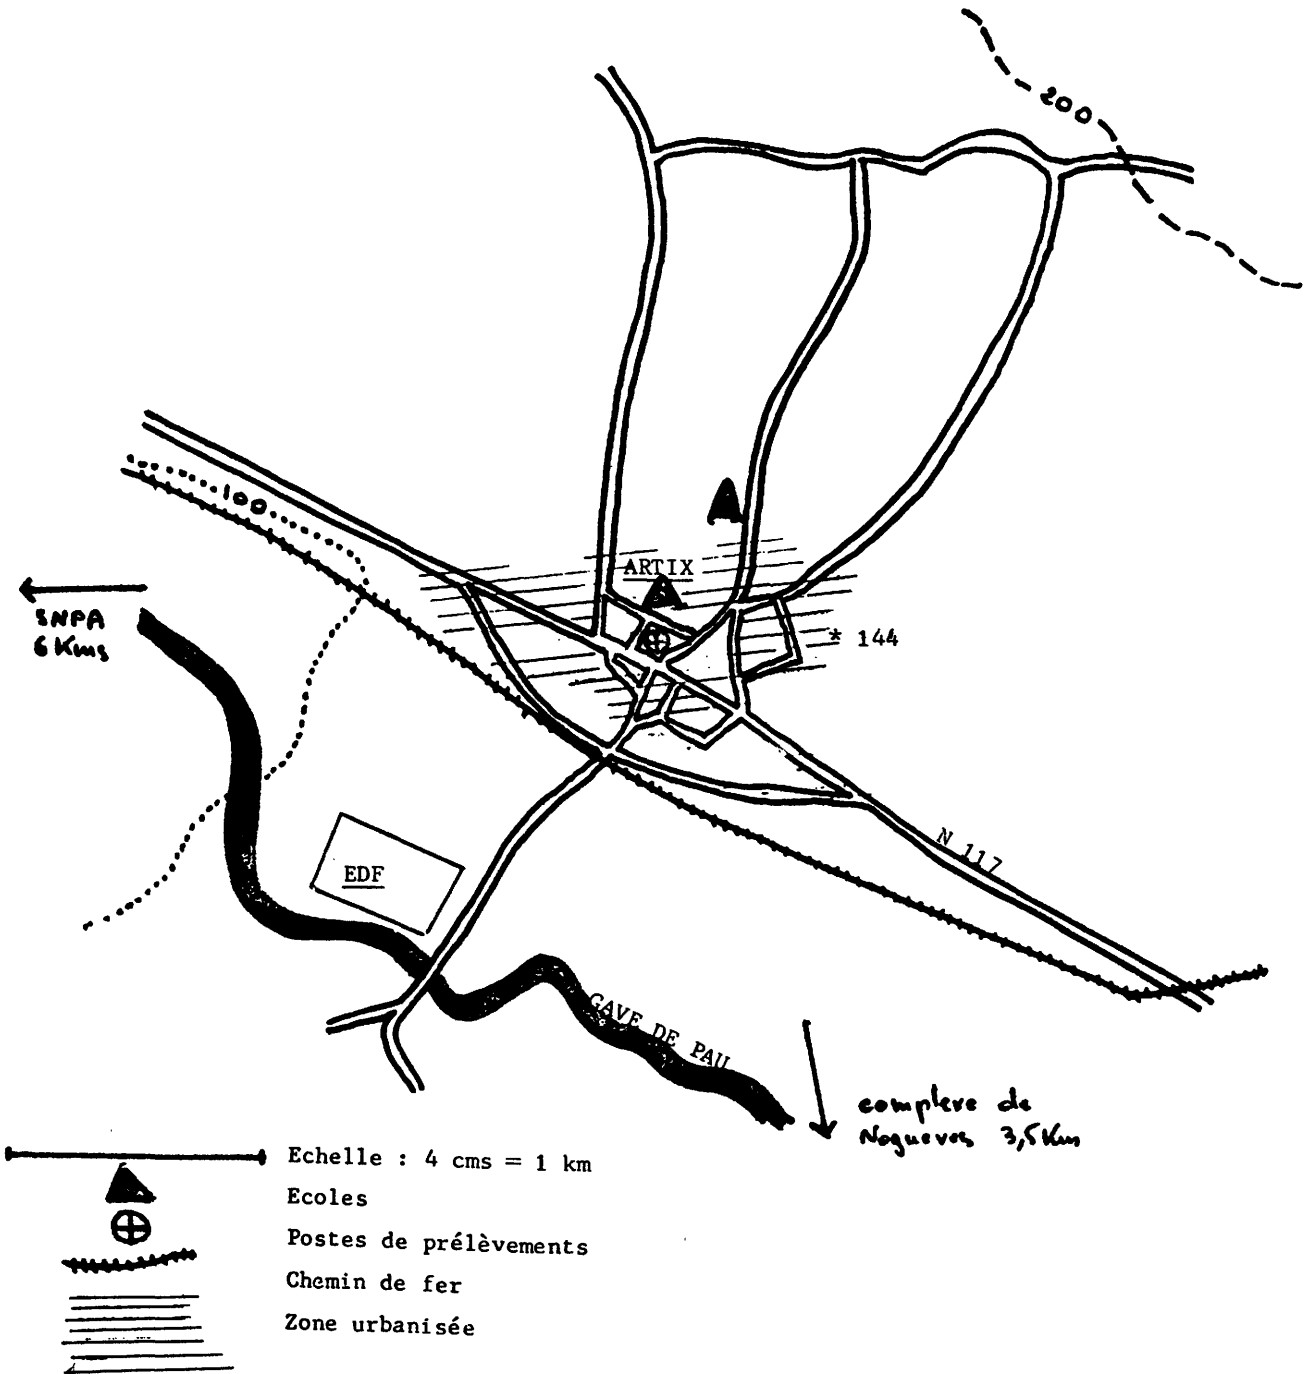 200
100
ARTIX
SNPA
6 Kms
* 144
N 117
EDF
GAVE DE PAU
complexe de
Nogueres 3,5 Km
Echelle : 4 cms = 1 km
Ecoles
Postes de prélèvements
Chemin de fer
Zone urbanisée